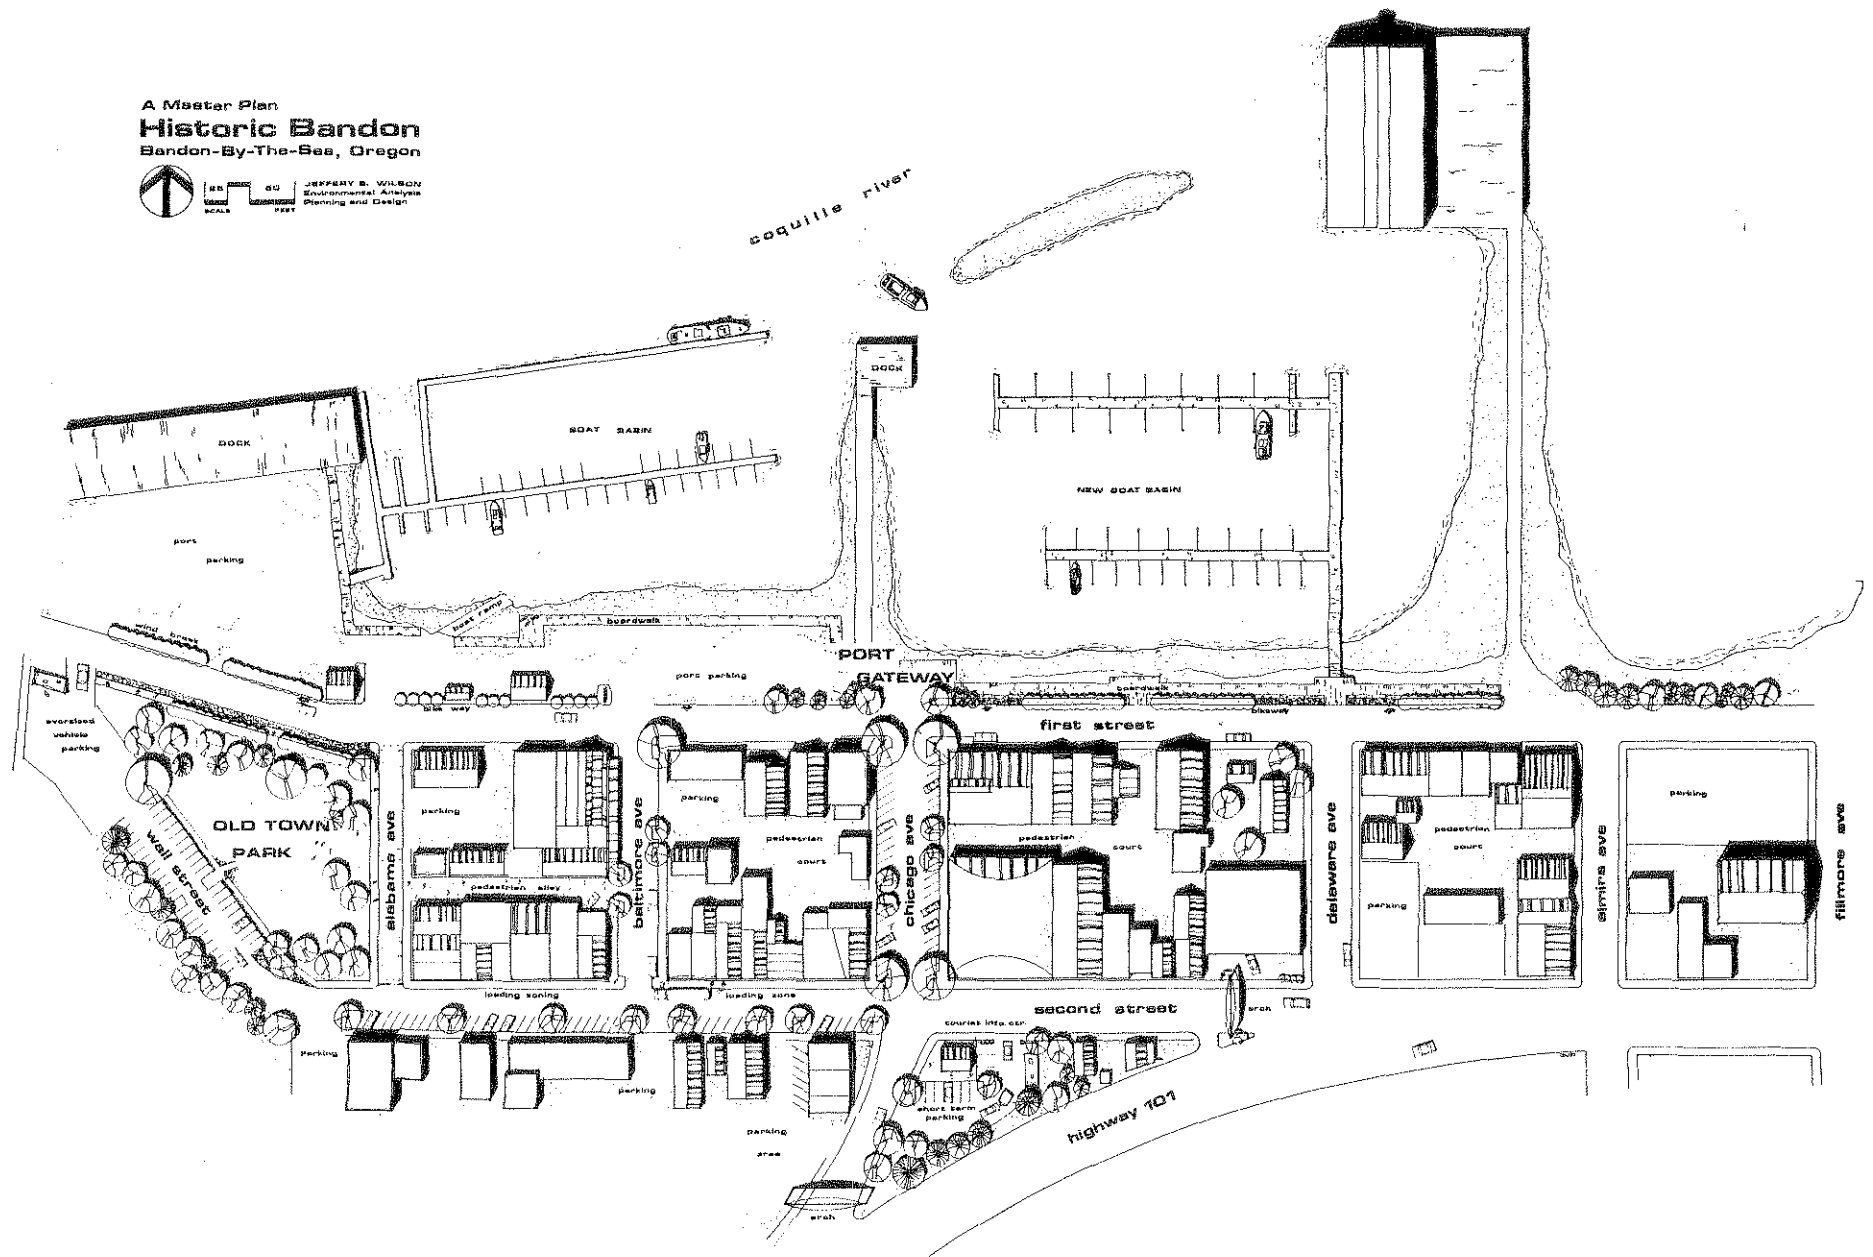 A Master Plan
Historic Bandon
Bandon-By-The-Sea, Oregon
25 50
SCALE FEET
JEFFERY B. WILSON
Environmental Analysis
Planning and Design
coquille river
DOCK
DOCK
BOAT BASIN
NEW BOAT BASIN
port
parking
wind break
boat ramp
boardwalk
PORT
GATEWAY
port parking
bike way
boardwalk
bikeway
first street
oversized
vehicle
parking
OLD TOWN
PARK
wall street
alabama ave
parking
pedestrian alley
baltimore ave
parking
pedestrian
court
chicago ave
pedestrian
court
delaware ave
pedestrian
court
parking
elmira ave
parking
fillmore ave
loading zoning
loading zone
second street
arch
tourist info. ctr.
parking
parking
short term
parking
highway 101
parking
area
arch